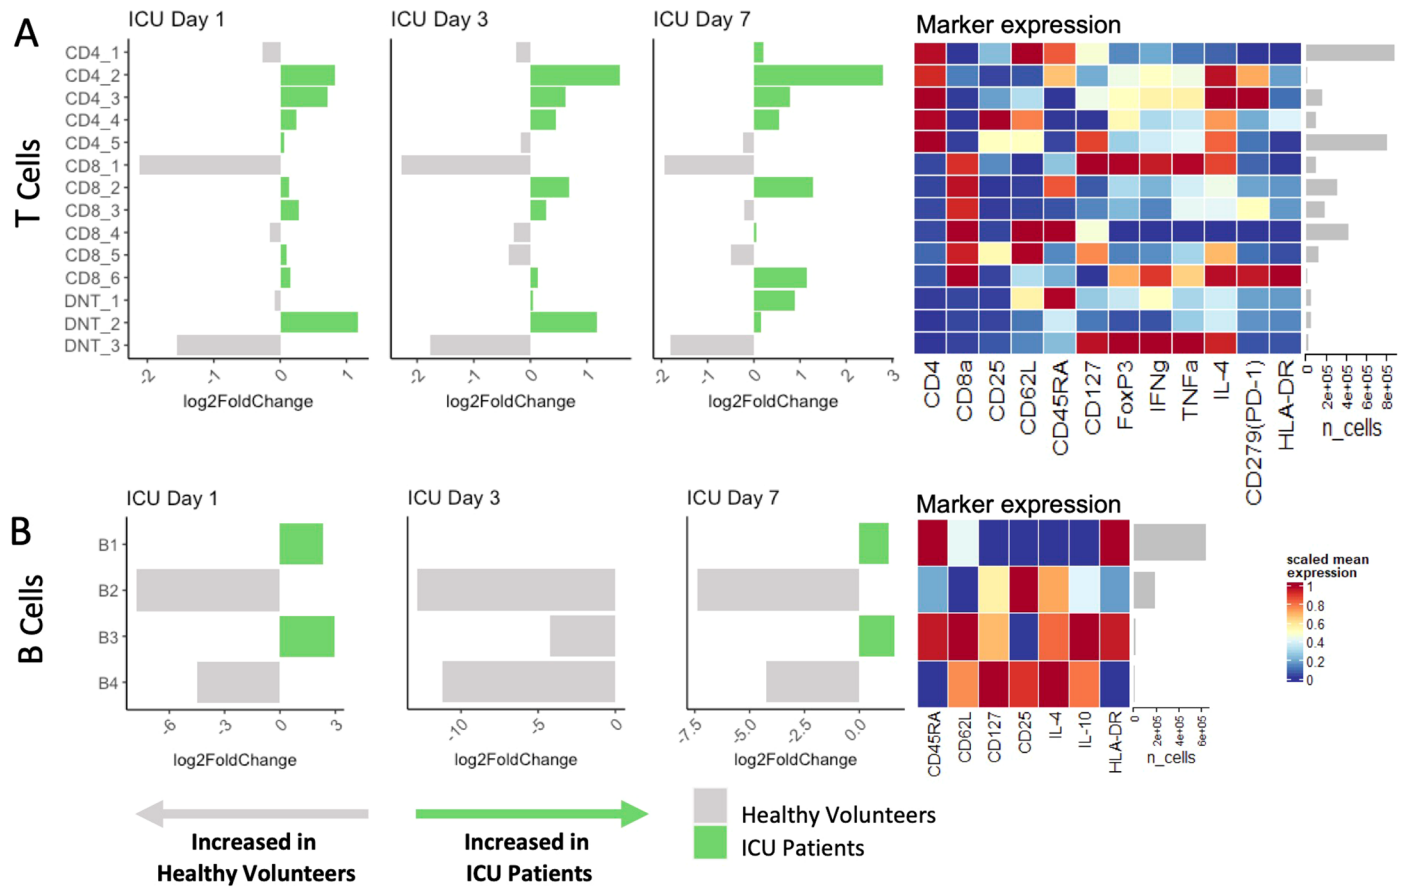 A
T Cells
ICU Day 1
ICU Day 3
ICU Day 7
Marker expression
CD4_1
CD4_2
CD4_3
CD4_4
CD4_5
CD8_1
CD8_2
CD8_3
CD8_4
CD8_5
CD8_6
DNT_1
DNT_2
DNT_3
-2 -1 0 1
-2 -1 0 1
-2 -1 0 1 2 3
log2FoldChange
log2FoldChange
log2FoldChange
CD4 CD8a CD25 CD62L CD45RA CD127 FoxP3 IFNg TNFa IL-4 CD279(PD-1) HLA-DR
0 2e+05 4e+05 6e+05 8e+05
n_cells
B
B Cells
ICU Day 1
ICU Day 3
ICU Day 7
Marker expression
B1
B2
B3
B4
-6 -3 0 3
-10 -5 0
-7.5 -5.0 -2.5 0.0
log2FoldChange
log2FoldChange
log2FoldChange
CD45RA CD62L CD127 CD25 IL-4 IL-10 HLA-DR
0 2e+05 4e+05 6e+05
n_cells
scaled mean
expression
1
0.8
0.6
0.4
0.2
0
Increased in
Healthy Volunteers
Increased in
ICU Patients
Healthy Volunteers
ICU Patients